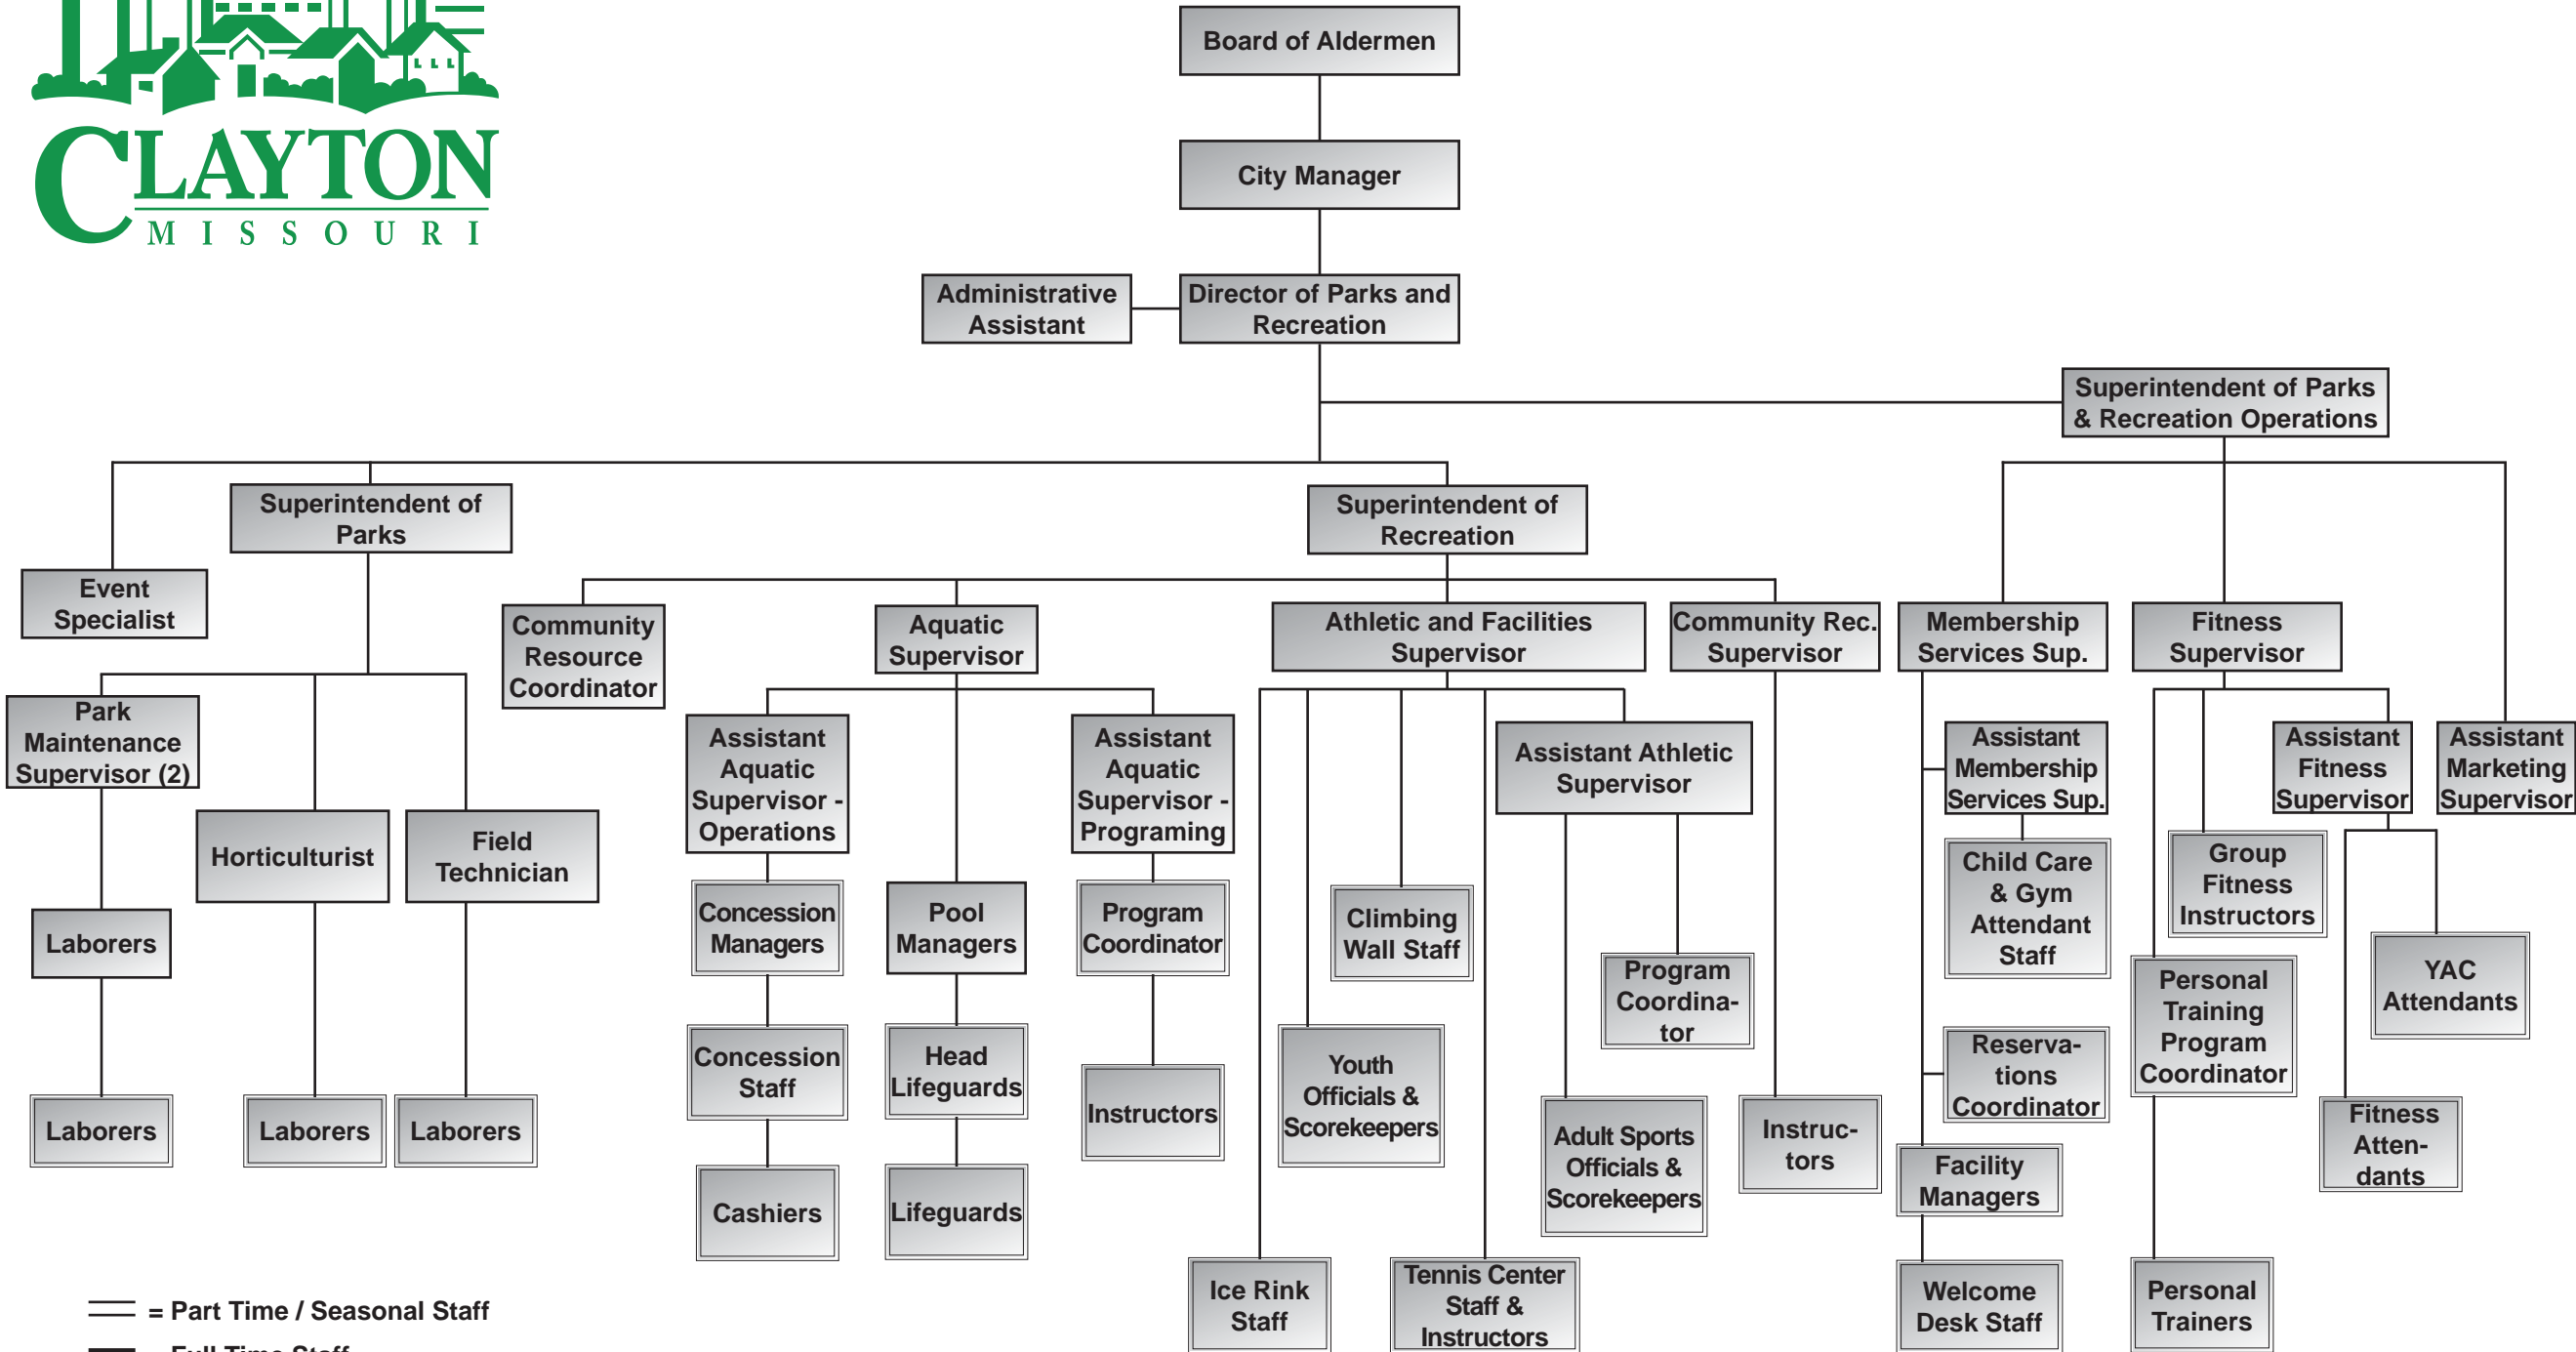 CLAYTON
MISSOURI
Board of Aldermen
City Manager
Administrative
Assistant
Director of Parks and
Recreation
Superintendent of Parks
& Recreation Operations
Superintendent of
Parks
Superintendent of
Recreation
Event
Specialist
Community
Resource
Coordinator
Aquatic
Supervisor
Athletic and Facilities
Supervisor
Community Rec.
Supervisor
Membership
Services Sup.
Fitness
Supervisor
Park
Maintenance
Supervisor (2)
Horticulturist
Field
Technician
Laborers
Laborers
Laborers
Laborers
Assistant
Aquatic
Supervisor -
Operations
Assistant
Aquatic
Supervisor -
Programing
Concession
Managers
Pool
Managers
Program
Coordinator
Concession
Staff
Head
Lifeguards
Instructors
Cashiers
Lifeguards
Assistant Athletic
Supervisor
Climbing
Wall Staff
Program
Coordina-
tor
Youth
Officials &
Scorekeepers
Adult Sports
Officials &
Scorekeepers
Instruc-
tors
Ice Rink
Staff
Tennis Center
Staff &
Instructors
Assistant
Membership
Services Sup.
Child Care
& Gym
Attendant
Staff
Reserva-
tions
Coordinator
Facility
Managers
Welcome
Desk Staff
Assistant
Fitness
Supervisor
Assistant
Marketing
Supervisor
Group
Fitness
Instructors
Personal
Training
Program
Coordinator
YAC
Attendants
Fitness
Atten-
dants
Personal
Trainers
= Part Time / Seasonal Staff
= Full Time Staff